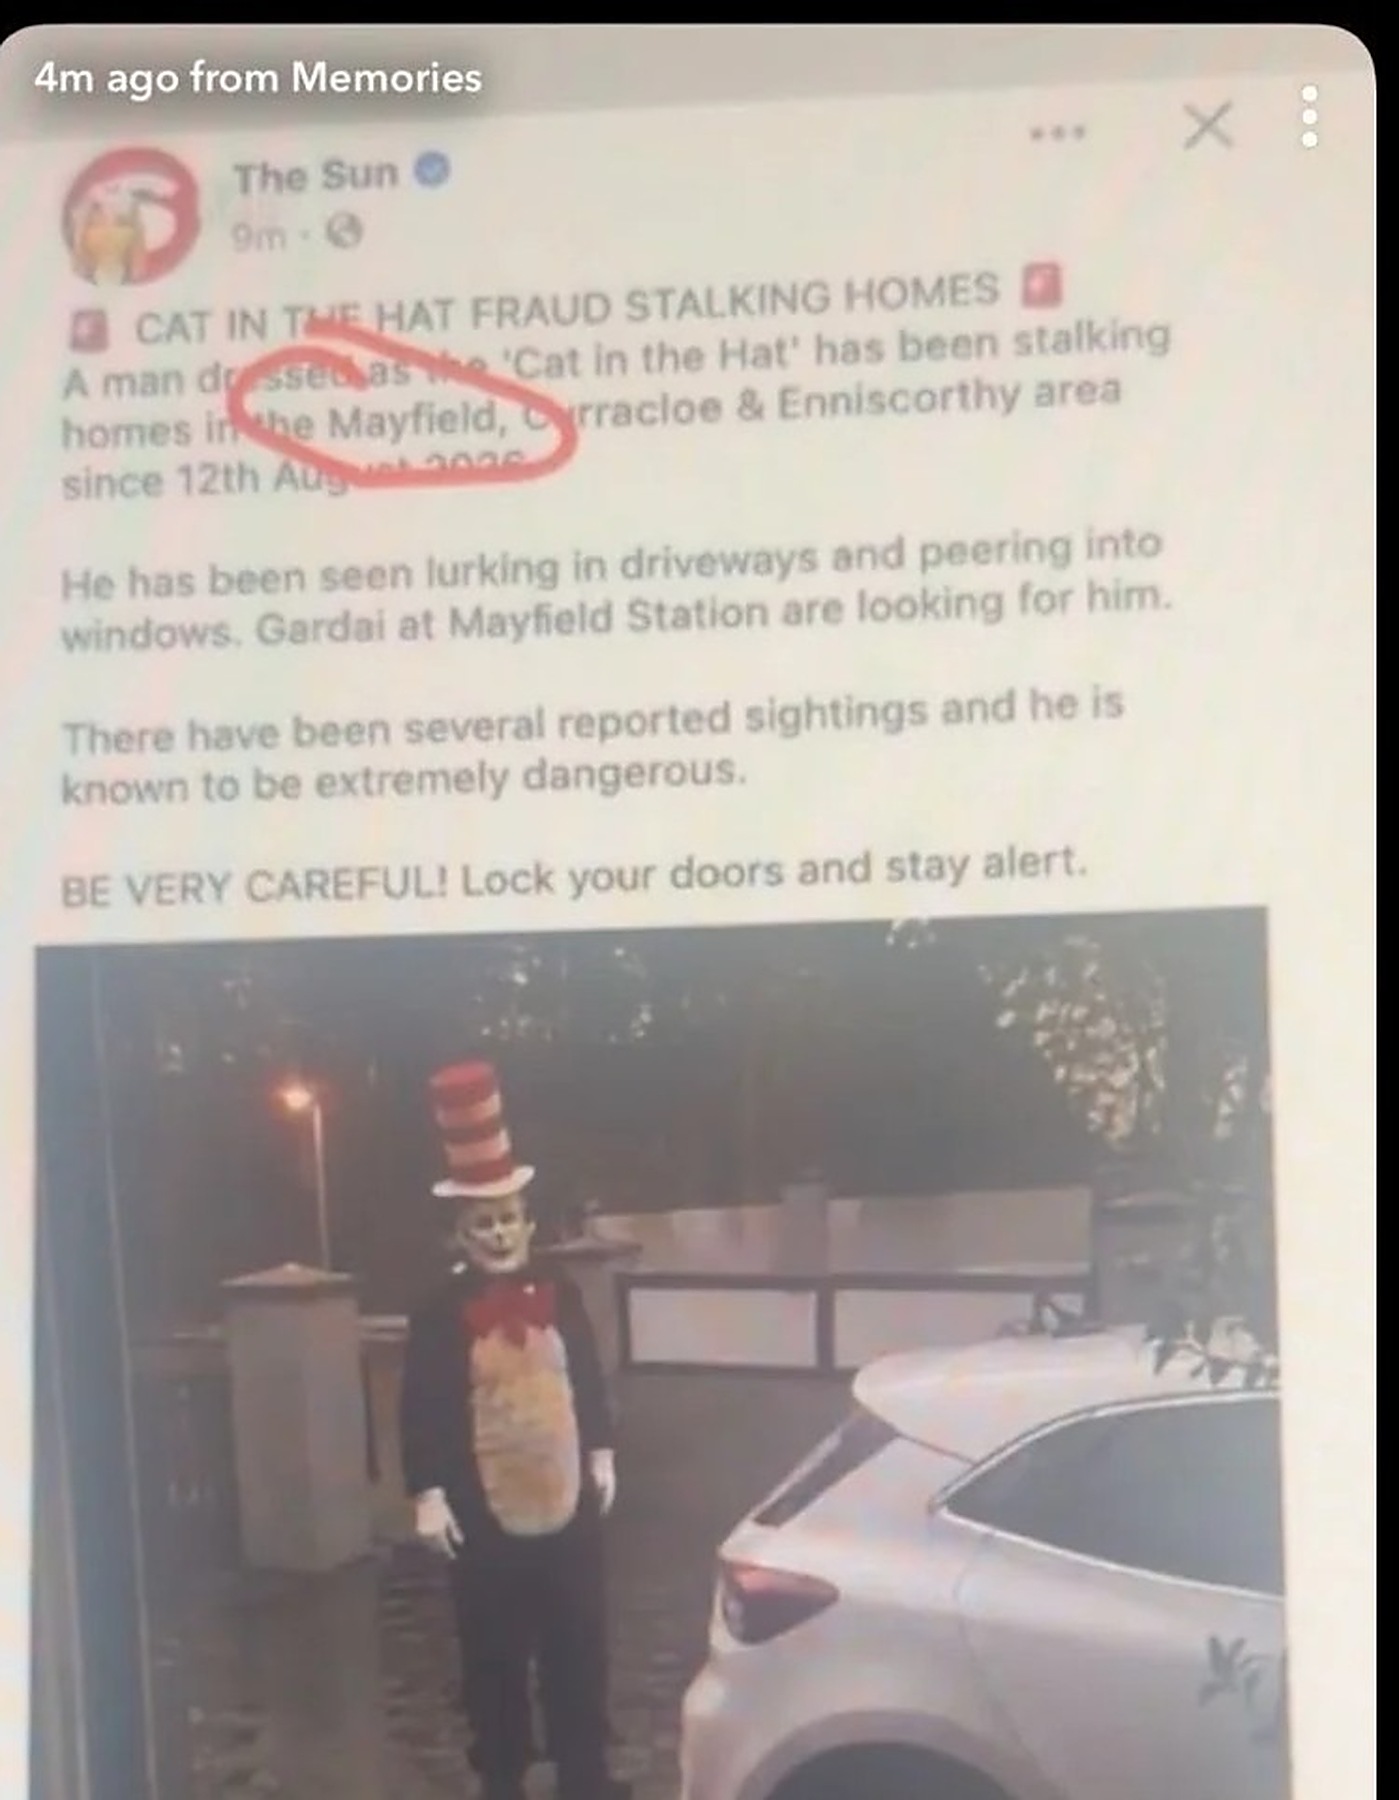 4m ago from Memories
The Sun
9m
CAT IN THE HAT FRAUD STALKING HOMES
A man dressed as the 'Cat in the Hat' has been stalking
homes in the Mayfield, Curracloe & Enniscorthy area
since 12th August 2026
He has been seen lurking in driveways and peering into
windows. Gardai at Mayfield Station are looking for him.
There have been several reported sightings and he is
known to be extremely dangerous.
BE VERY CAREFUL! Lock your doors and stay alert.